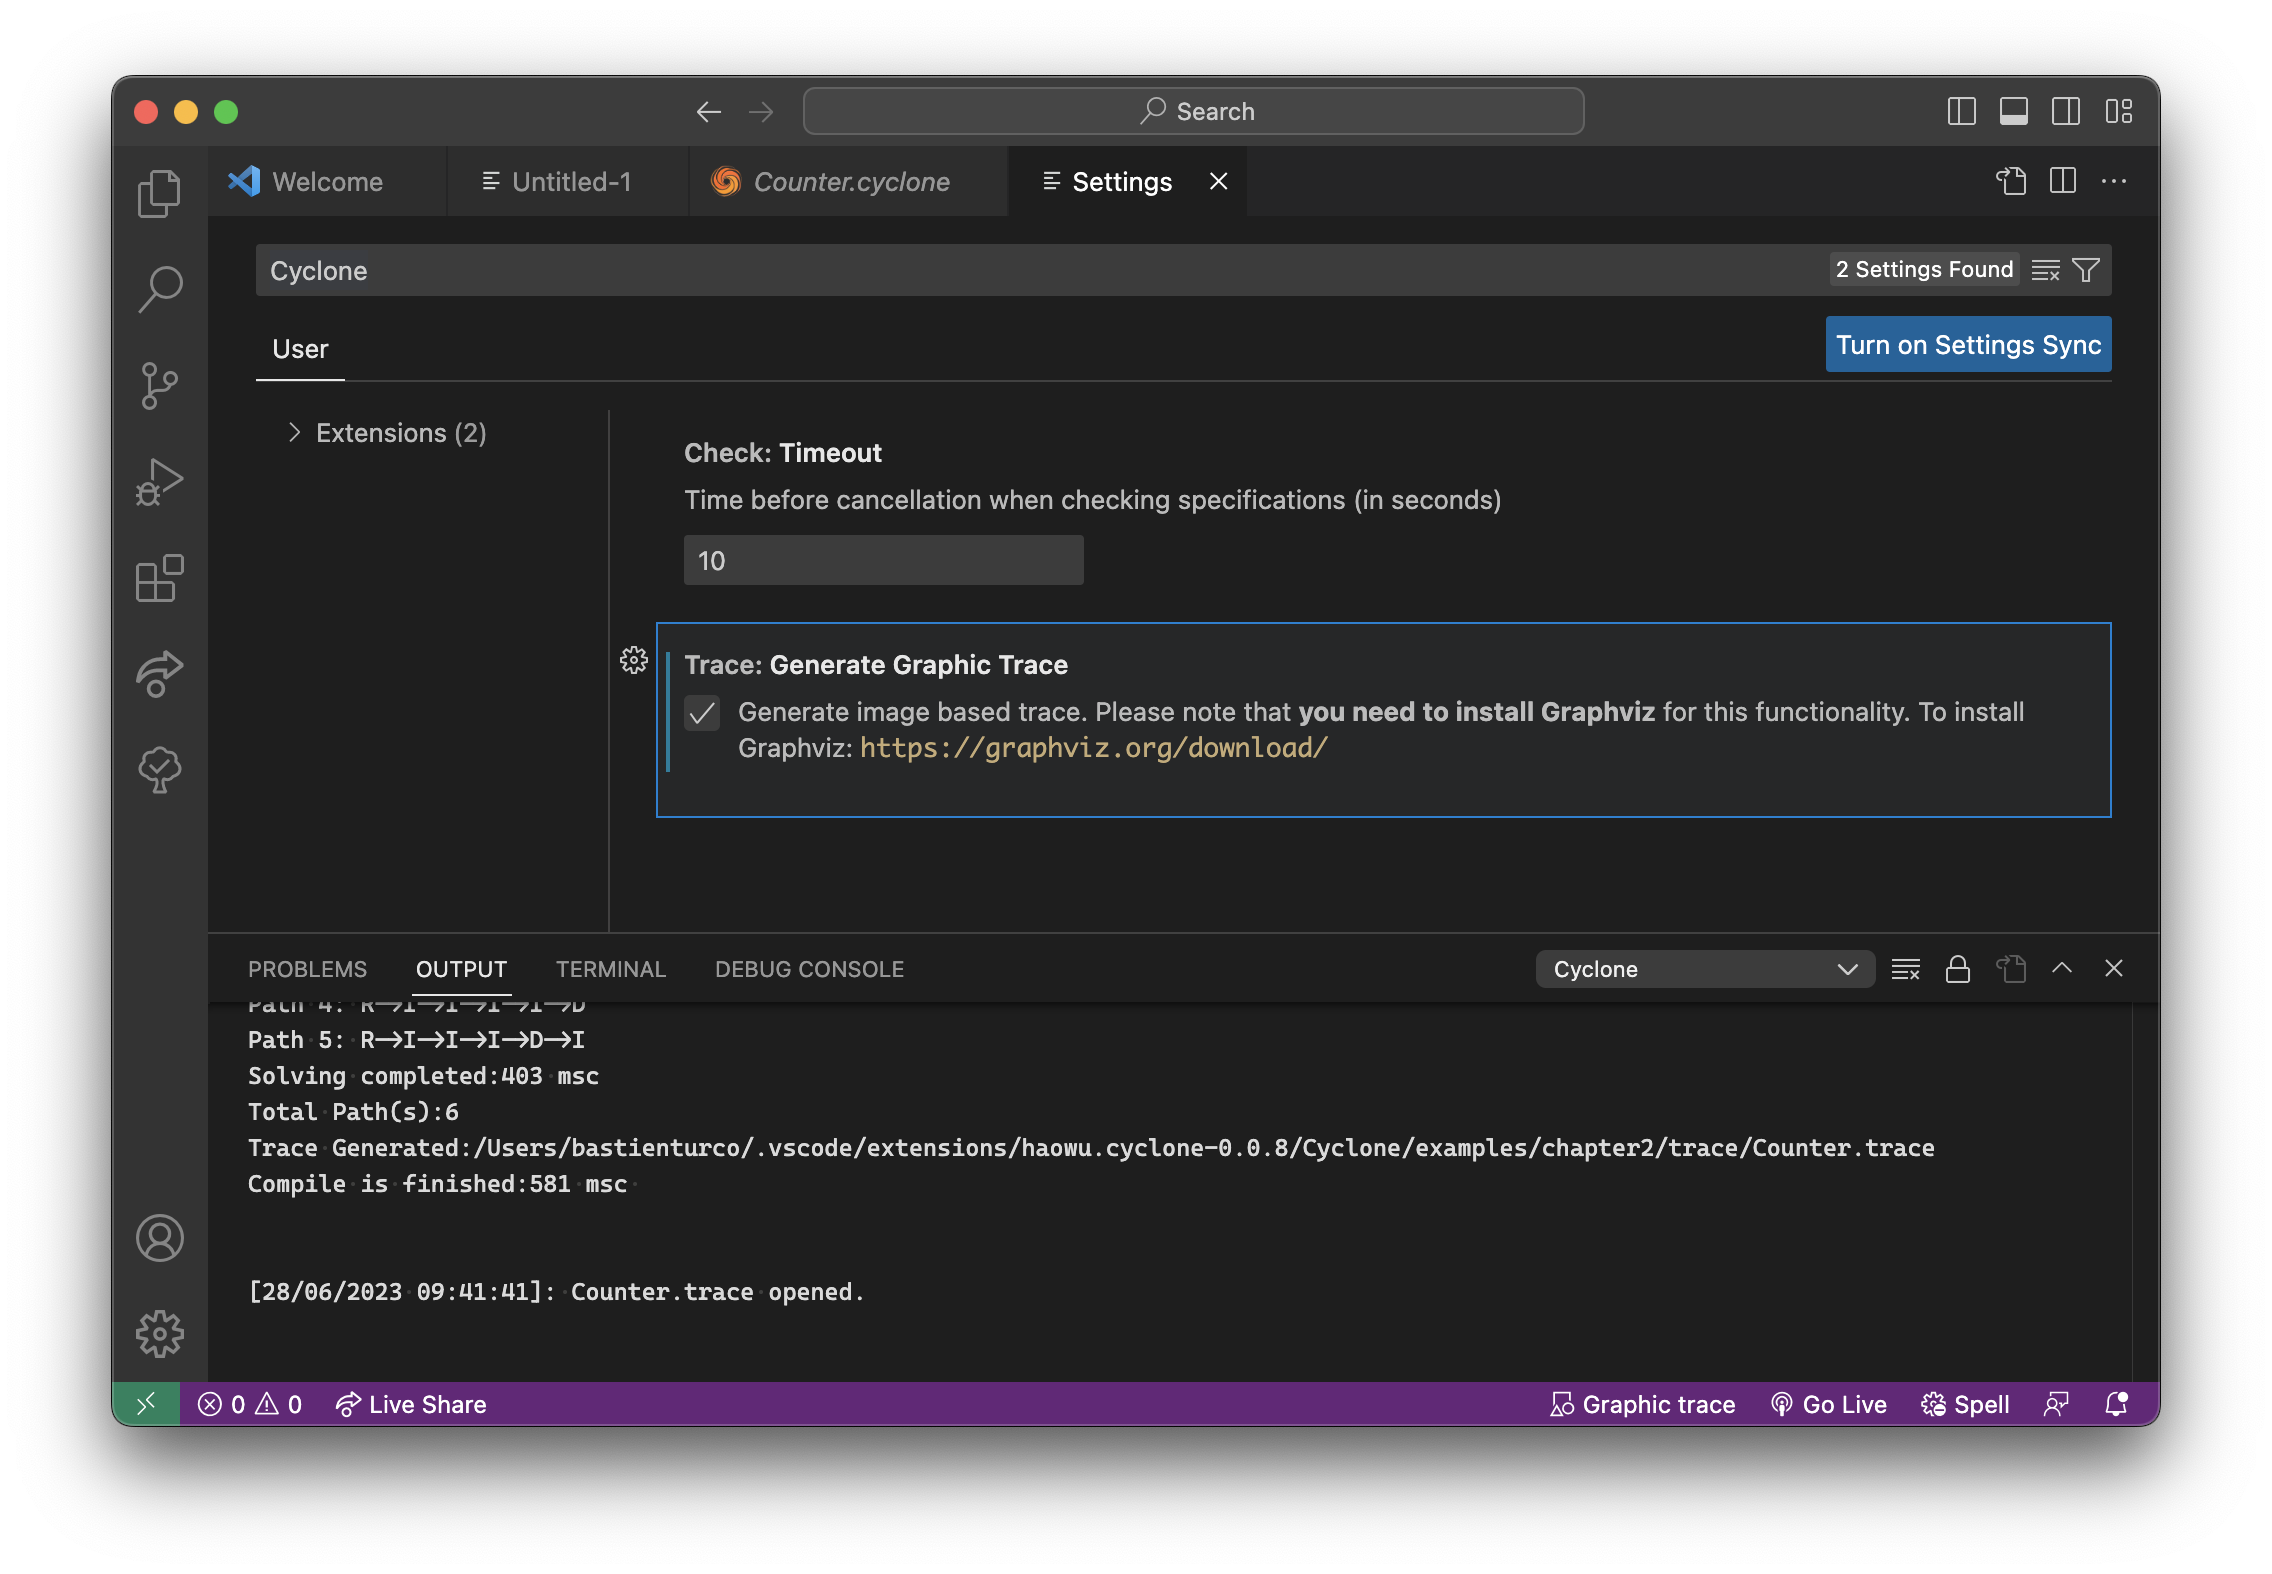 Search
Welcome
Untitled-1
Counter.cyclone
Settings
Cyclone
2 Settings Found
User
Turn on Settings Sync
Extensions (2)
Check: Timeout
Time before cancellation when checking specifications (in seconds)
10
Trace: Generate Graphic Trace
Generate image based trace. Please note that you need to install Graphviz for this functionality. To install
Graphviz: https://graphviz.org/download/
PROBLEMS OUTPUT TERMINAL DEBUG CONSOLE
Cyclone
Path 4: R->I->I->I->I->D
Path 5: R->I->I->I->D->I
Solving completed:403 msc
Total Path(s):6
Trace Generated:/Users/bastienturco/.vscode/extensions/haowu.cyclone-0.0.8/Cyclone/examples/chapter2/trace/Counter.trace
Compile is finished:581 msc
[28/06/2023 09:41:41]: Counter.trace opened.
0 0 Live Share
Graphic trace Go Live Spell